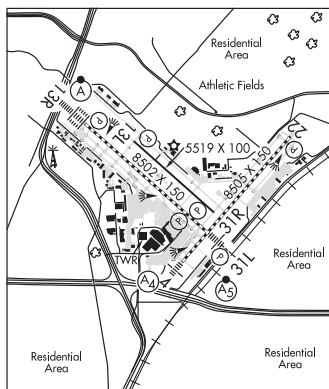 Residential
Area
Athletic Fields
A
13R
P
13L
P
5519 X 100
22
P
8502 X 150
8505 X 150
R
P
31R
31L
P
TWR
A4
4
A5
Residential
Area
Residential
Area
Residential
Area